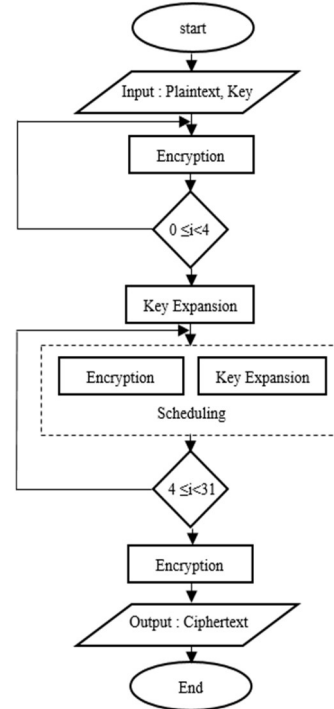 start
Input : Plaintext, Key
Encryption
0 ≤i<4
Key Expansion
Encryption
Key Expansion
Scheduling
4 ≤i<31
Encryption
Output : Ciphertext
End